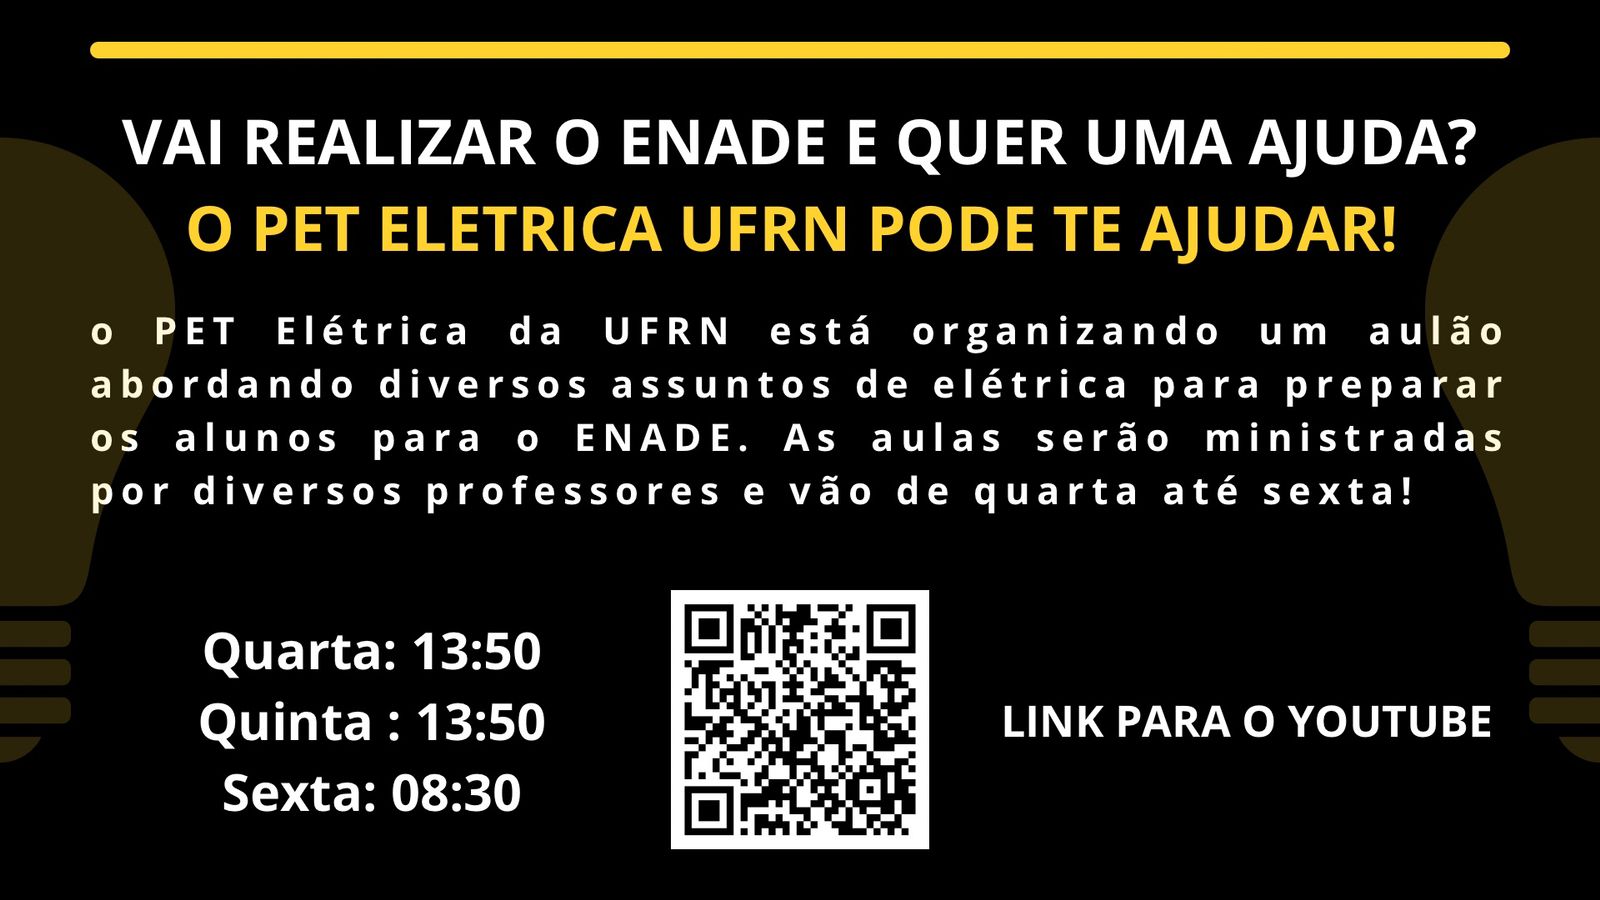 VAI REALIZAR O ENADE E QUER UMA AJUDA?
O PET ELETRICA UFRN PODE TE AJUDAR!
o PET Elétrica da UFRN está organizando um aulão
abordando diversos assuntos de elétrica para preparar
os alunos para o ENADE. As aulas serão ministradas
por diversos professores e vão de quarta até sexta!
Quarta: 13:50
Quinta : 13:50
Sexta: 08:30
LINK PARA O YOUTUBE